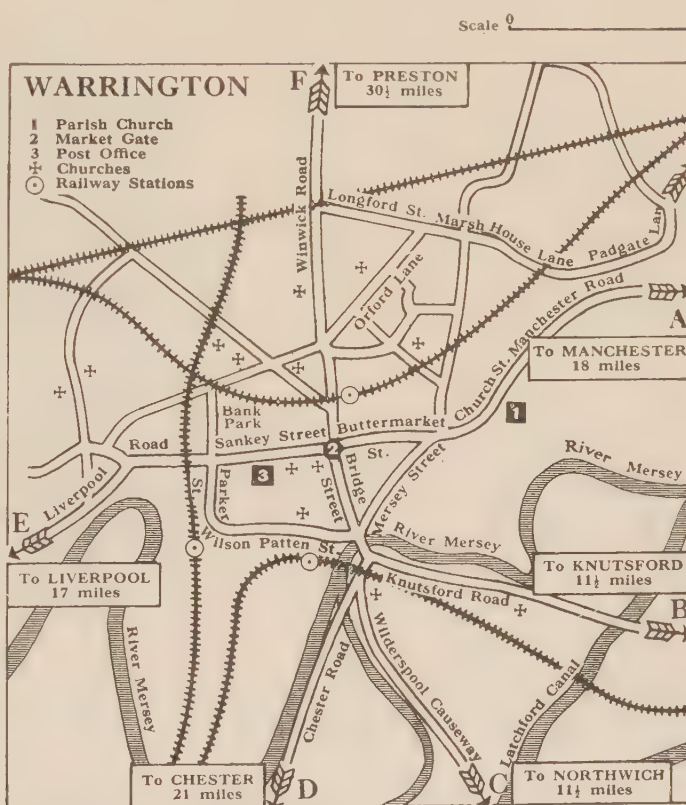 Scale 0
WARRINGTON
1 Parish Church
2 Market Gate
3 Post Office
Churches
Railway Stations
F
To PRESTON
30½ miles
Winwick Road
Longford St.
Marsh House Lane
Padgate Lane
Orford Lane
Manchester Road
A
To MANCHESTER
18 miles
Church St.
1
Bank
Park
Sankey Street
Buttermarket
St.
2
3
Road
Liverpool
E
Parker
St.
Bridge
Street
Mersey Street
River Mersey
River Mersey
Wilson Patten St.
To LIVERPOOL
17 miles
To KNUTSFORD
11½ miles
Knutsford Road
B
River Mersey
Chester Road
Wilderspool Causeway
Latchford Canal
To CHESTER
21 miles
D
C
To NORTHWICH
11½ miles